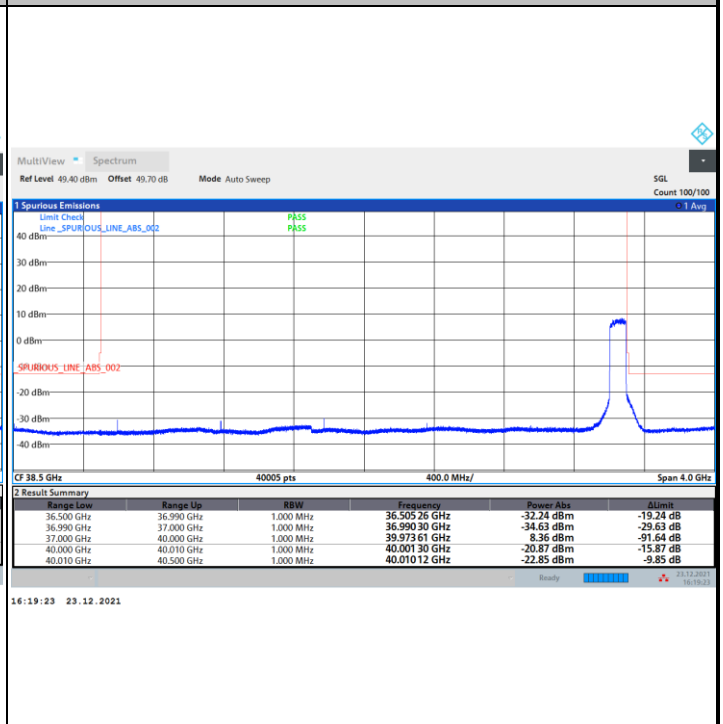 MultiView Spectrum
Ref Level 49.40 dBm Offset 49.70 dB Mode Auto Sweep SGL
Count 100/100
1 Spurious Emissions 1 Avg
Limit Check PASS
Line _SPURIOUS_LINE_ABS_002 PASS
40 dBm
30 dBm
20 dBm
10 dBm
0 dBm
SPURIOUS_LINE_ABS_002
-20 dBm
-30 dBm
-40 dBm
CF 38.5 GHz 40005 pts 400.0 MHz/ Span 4.0 GHz
2 Result Summary
Range Low Range Up RBW Frequency Power Abs ΔLimit
36.500 GHz 36.990 GHz 1.000 MHz 36.505 26 GHz -32.24 dBm -19.24 dB
36.990 GHz 37.000 GHz 1.000 MHz 36.990 30 GHz -34.63 dBm -29.63 dB
37.000 GHz 40.000 GHz 1.000 MHz 39.973 61 GHz 8.36 dBm -91.64 dB
40.000 GHz 40.010 GHz 1.000 MHz 40.001 30 GHz -20.87 dBm -15.87 dB
40.010 GHz 40.500 GHz 1.000 MHz 40.010 12 GHz -22.85 dBm -9.85 dB
Ready 23.12.2021
16:19:23
16:19:23 23.12.2021